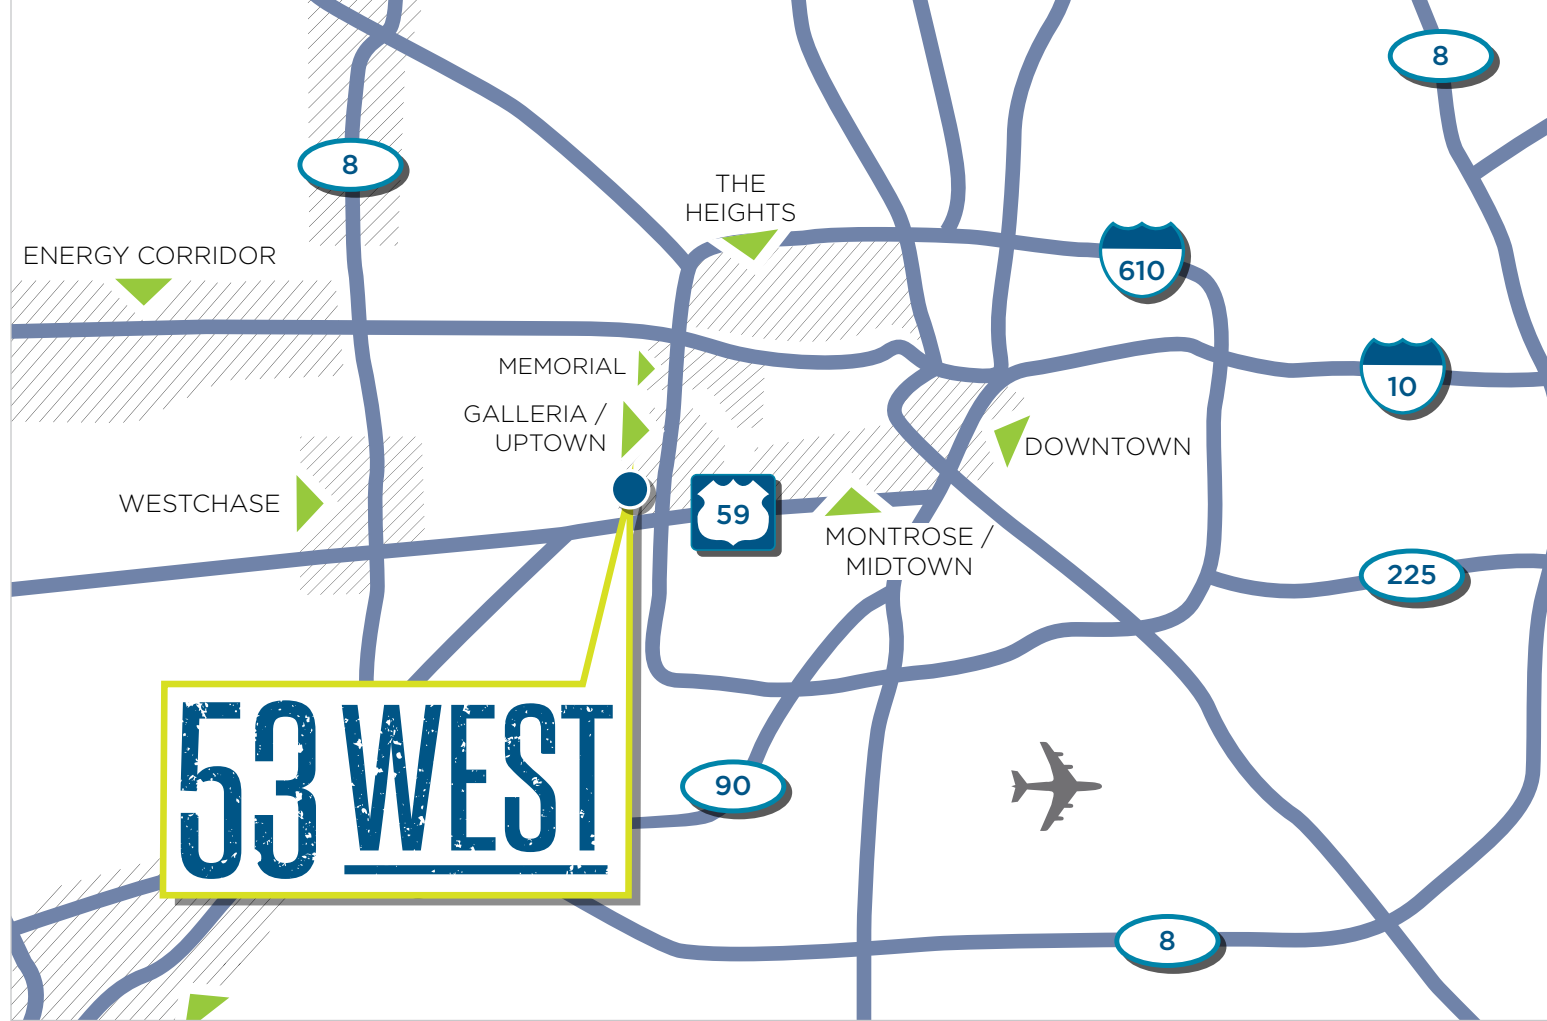 8
8
THE
HEIGHTS
ENERGY CORRIDOR
610
MEMORIAL
10
GALLERIA /
UPTOWN
DOWNTOWN
WESTCHASE
59
MONTROSE /
MIDTOWN
225
53 WEST
90
8